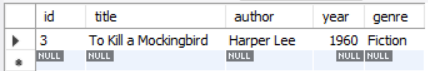 id title author year genre
3 To Kill a Mockingbird Harper Lee 1960 Fiction
NULL NULL NULL NULL NULL